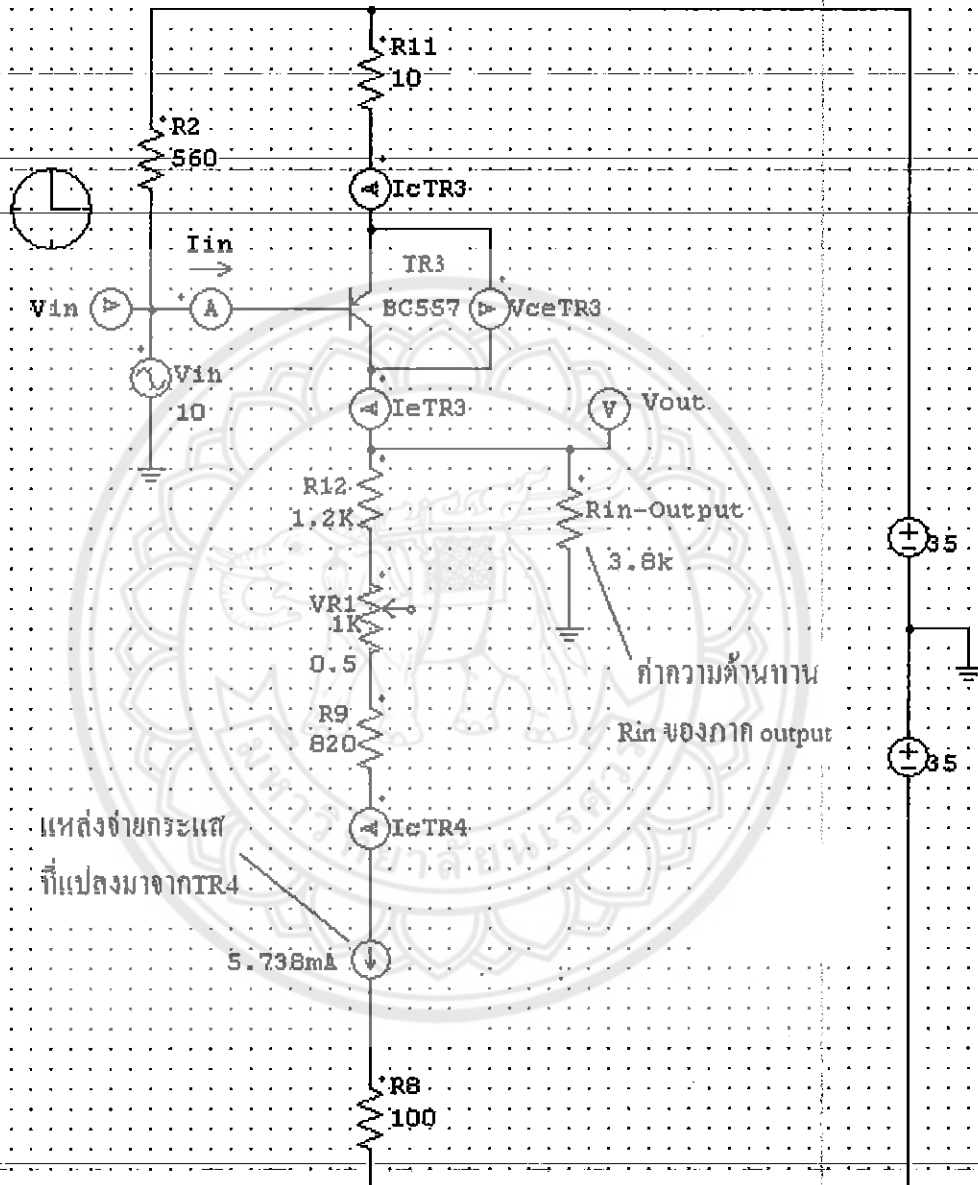 R11
10
R2
560
IcTR3
Iin
TR3
Vin
A
BC557
VceTR3
Vin
10
IeTR3
V
Vout
R12
1.2K
Rin-Output
3.8k
35
VR1
1K
0.5
ค่าความต้านทาน
Rin ของภาค output
R9
820
35
แหล่งจ่ายกระแส
ที่แปลงมาจากTR4
IcTR4
5.738mA
R8
100